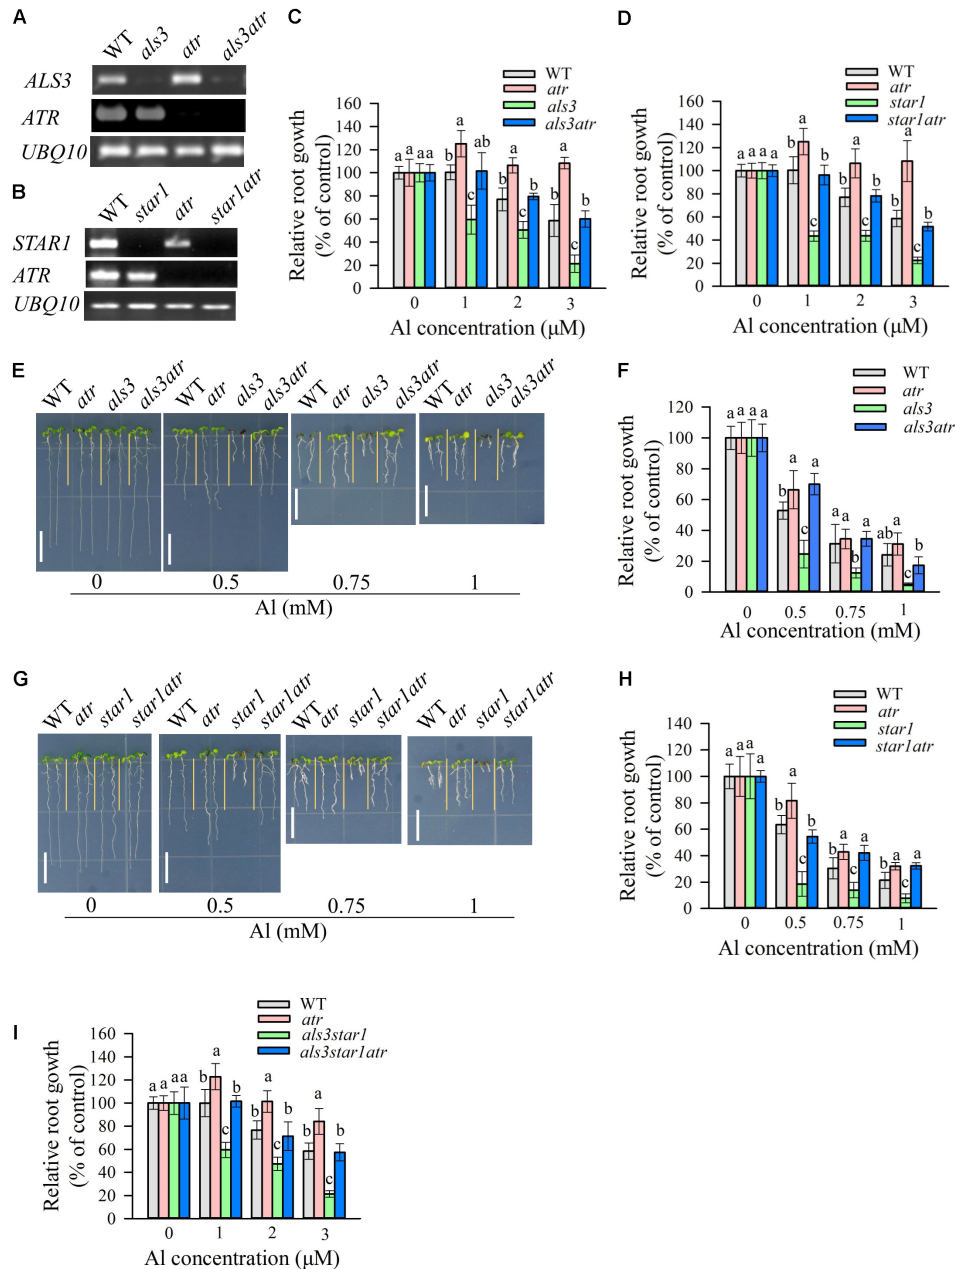 A
WT als3 atr als3atr
ALS3
ATR
UBQ10
B
WT star1 atr star1atr
STAR1
ATR
UBQ10
C
WT
atr
als3
als3atr
Relative root gowth
(% of control)
160
140
120
100
80
60
40
20
0
a a a a b a c ab b a c b b a c b
0 1 2 3
Al concentration (μM)
D
WT
atr
star1
star1atr
Relative root gowth
(% of control)
160
140
120
100
80
60
40
20
0
a a a a b a c b b a c b b a c b
0 1 2 3
Al concentration (μM)
E
WT atr als3 als3atr WT atr als3 als3atr WT atr als3 als3atr WT atr als3 als3atr
0 0.5 0.75 1
Al (mM)
F
WT
atr
als3
als3atr
Relative root gowth
(% of control)
120
100
80
60
40
20
0
a a a a b a c a a a b a ab a c b
0 0.5 0.75 1
Al concentration (mM)
G
WT atr star1 star1atr WT atr star1 star1atr WT atr star1 star1atr WT atr star1 star1atr
0 0.5 0.75 1
Al (mM)
H
WT
atr
star1
star1atr
Relative root gowth
(% of control)
140
120
100
80
60
40
20
0
a a a a b a c b b a c a b a c a
0 0.5 0.75 1
Al concentration (mM)
I
WT
atr
als3star1
als3star1atr
Relative root gowth
(% of control)
160
140
120
100
80
60
40
20
0
a a a a b a c b b a c b b a c b
0 1 2 3
Al concentration (μM)